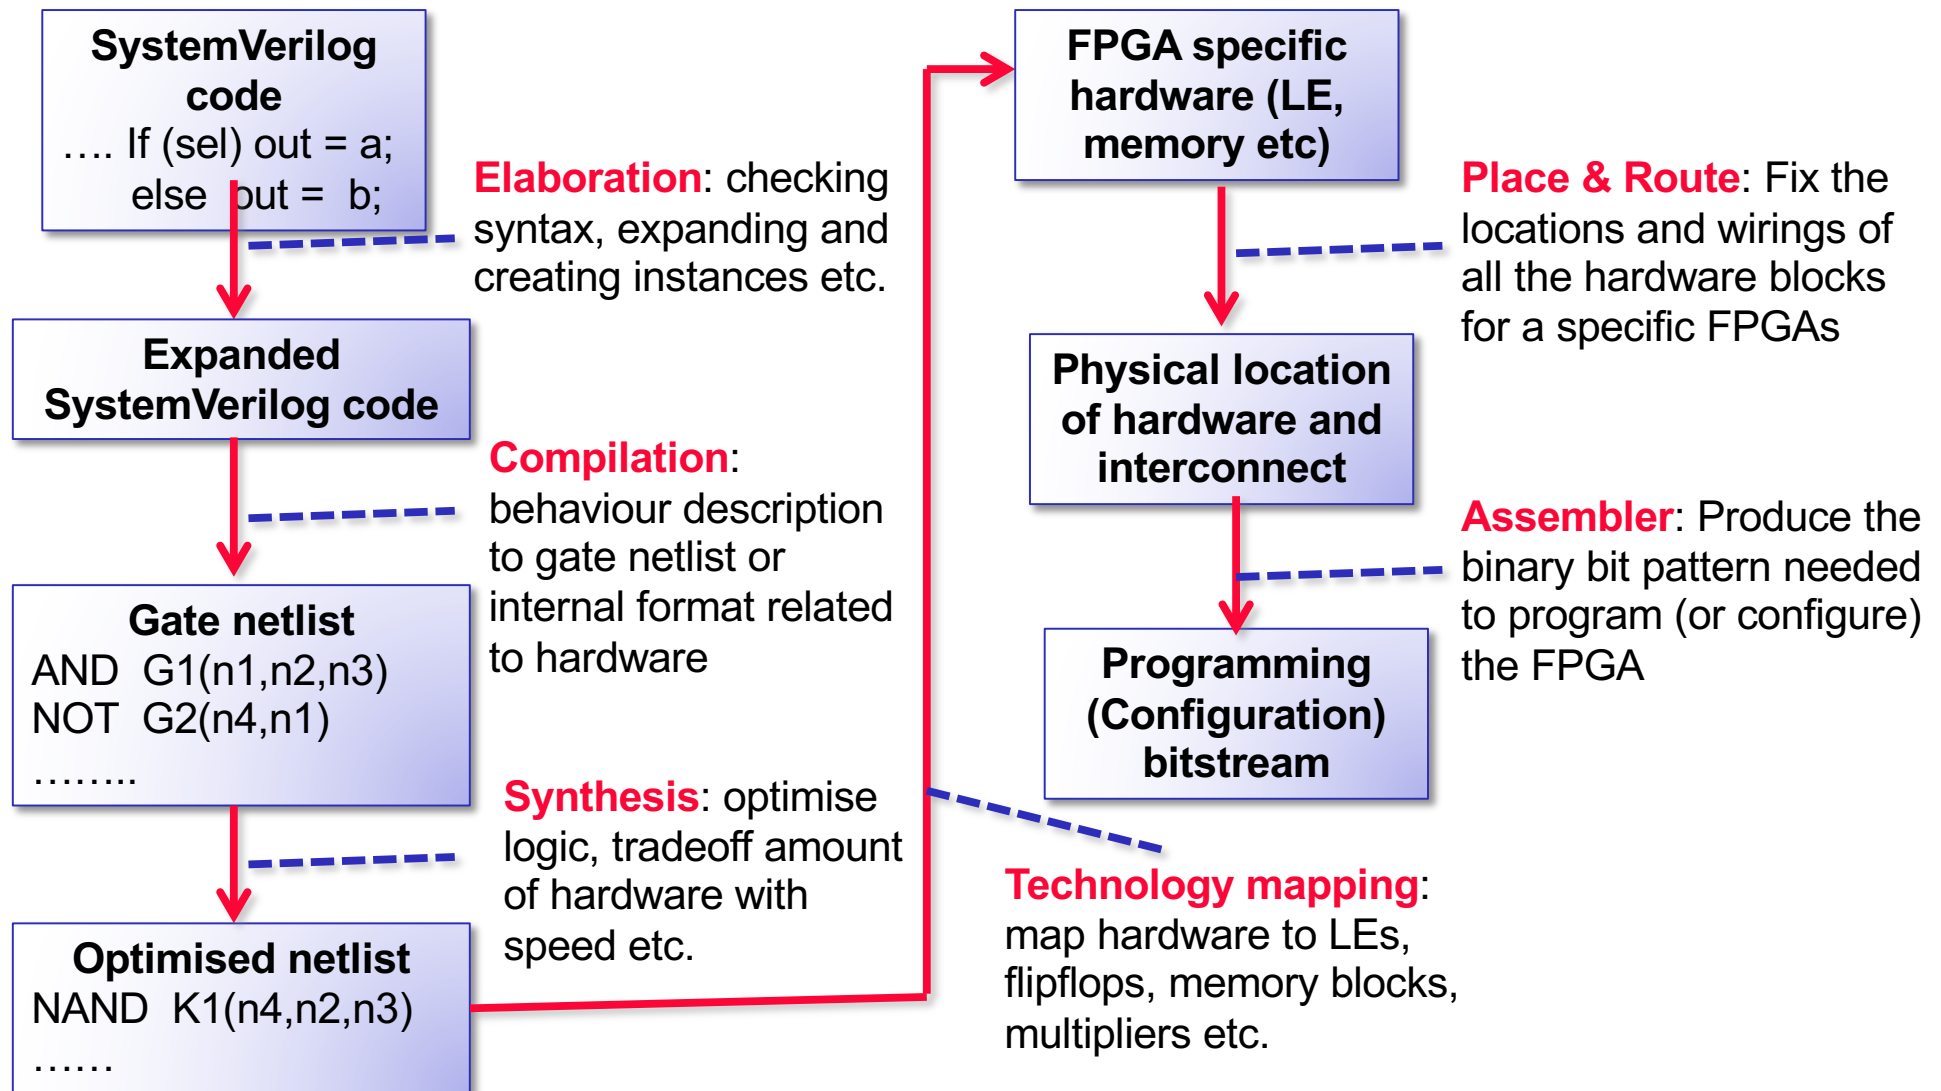 SystemVerilog
code
…. If (sel) out = a;
else out = b;
Elaboration: checking
syntax, expanding and
creating instances etc.
Expanded
SystemVerilog code
Compilation:
behaviour description
to gate netlist or
internal format related
to hardware
Gate netlist
AND G1(n1,n2,n3)
NOT G2(n4,n1)
……...
Synthesis: optimise
logic, tradeoff amount
of hardware with
speed etc.
Optimised netlist
NAND K1(n4,n2,n3)
……
FPGA specific
hardware (LE,
memory etc)
Place & Route: Fix the
locations and wirings of
all the hardware blocks
for a specific FPGAs
Physical location
of hardware and
interconnect
Assembler: Produce the
binary bit pattern needed
to program (or configure)
the FPGA
Programming
(Configuration)
bitstream
Technology mapping:
map hardware to LEs,
flipflops, memory blocks,
multipliers etc.